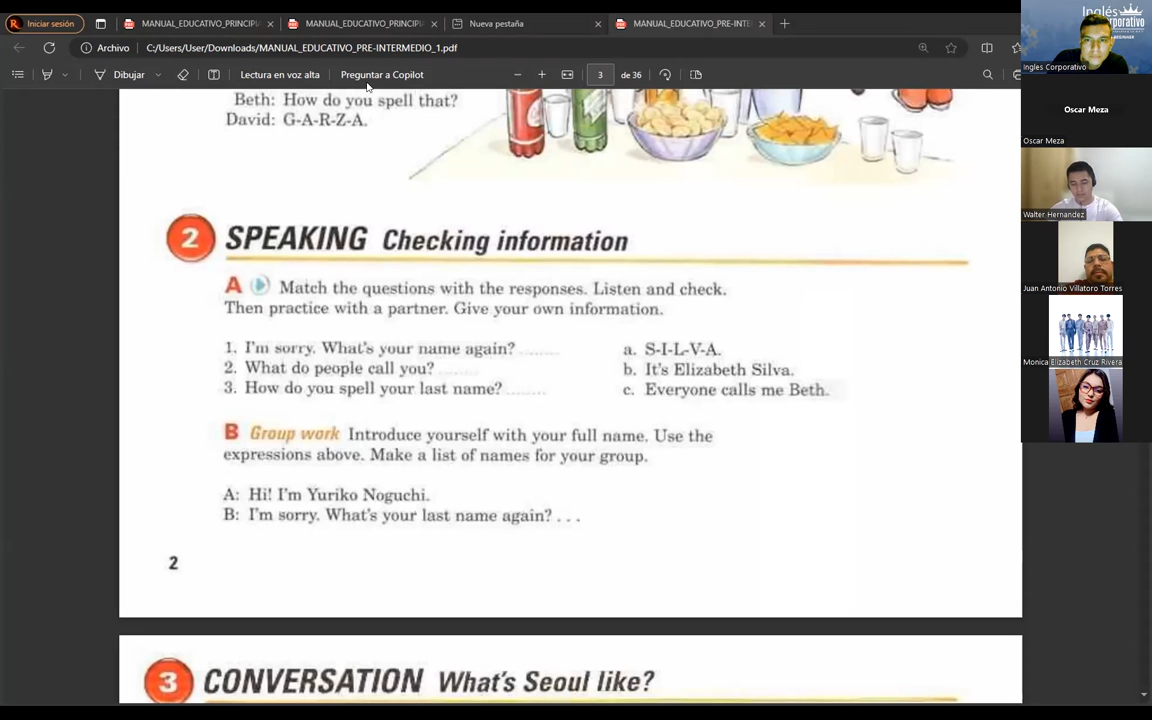 Iniciar sesión
MANUAL_EDUCATIVO_PRINCIPI
MANUAL_EDUCATIVO_PRINCIPI
Nueva pestaña
MANUAL_EDUCATIVO_PRE-INTE
Archivo
C:/Users/User/Downloads/MANUAL_EDUCATIVO_PRE-INTERMEDIO_1.pdf
Dibujar
Lectura en voz alta
Preguntar a Copilot
3
de 36
Beth: How do you spell that?
David: G-A-R-Z-A.
2 SPEAKING Checking information
A Match the questions with the responses. Listen and check.
Then practice with a partner. Give your own information.
1. I'm sorry. What's your name again? ........
2. What do people call you? ........
3. How do you spell your last name? ........
a. S-I-L-V-A.
b. It's Elizabeth Silva.
c. Everyone calls me Beth.
B Group work Introduce yourself with your full name. Use the
expressions above. Make a list of names for your group.
A: Hi! I'm Yuriko Noguchi.
B: I'm sorry. What's your last name again? . . .
2
3 CONVERSATION What's Seoul like?
Inglés
Ingles Corporativo
Oscar Meza
Oscar Meza
Walter Hernandez
Juan Antonio Villatoro Torres
Monica Elizabeth Cruz Rivera